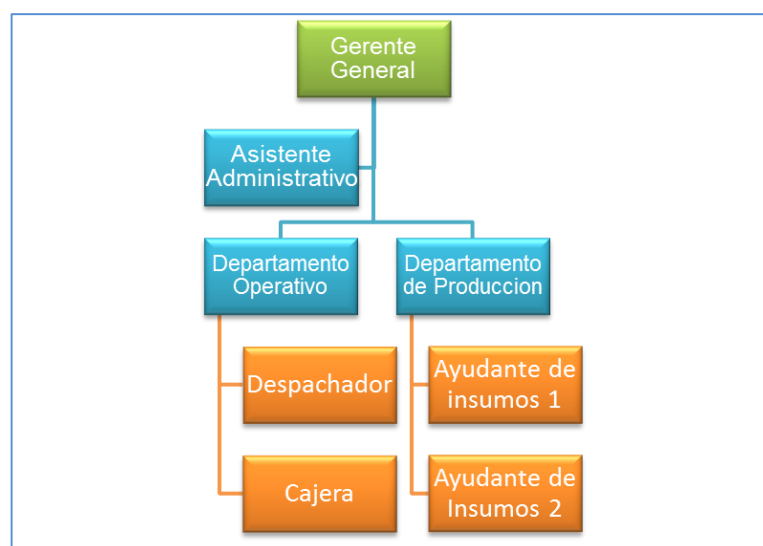 Gerente
General
Asistente
Administrativo
Departamento
Operativo
Departamento
de Produccion
Despachador
Ayudante de
insumos 1
Cajera
Ayudante de
Insumos 2